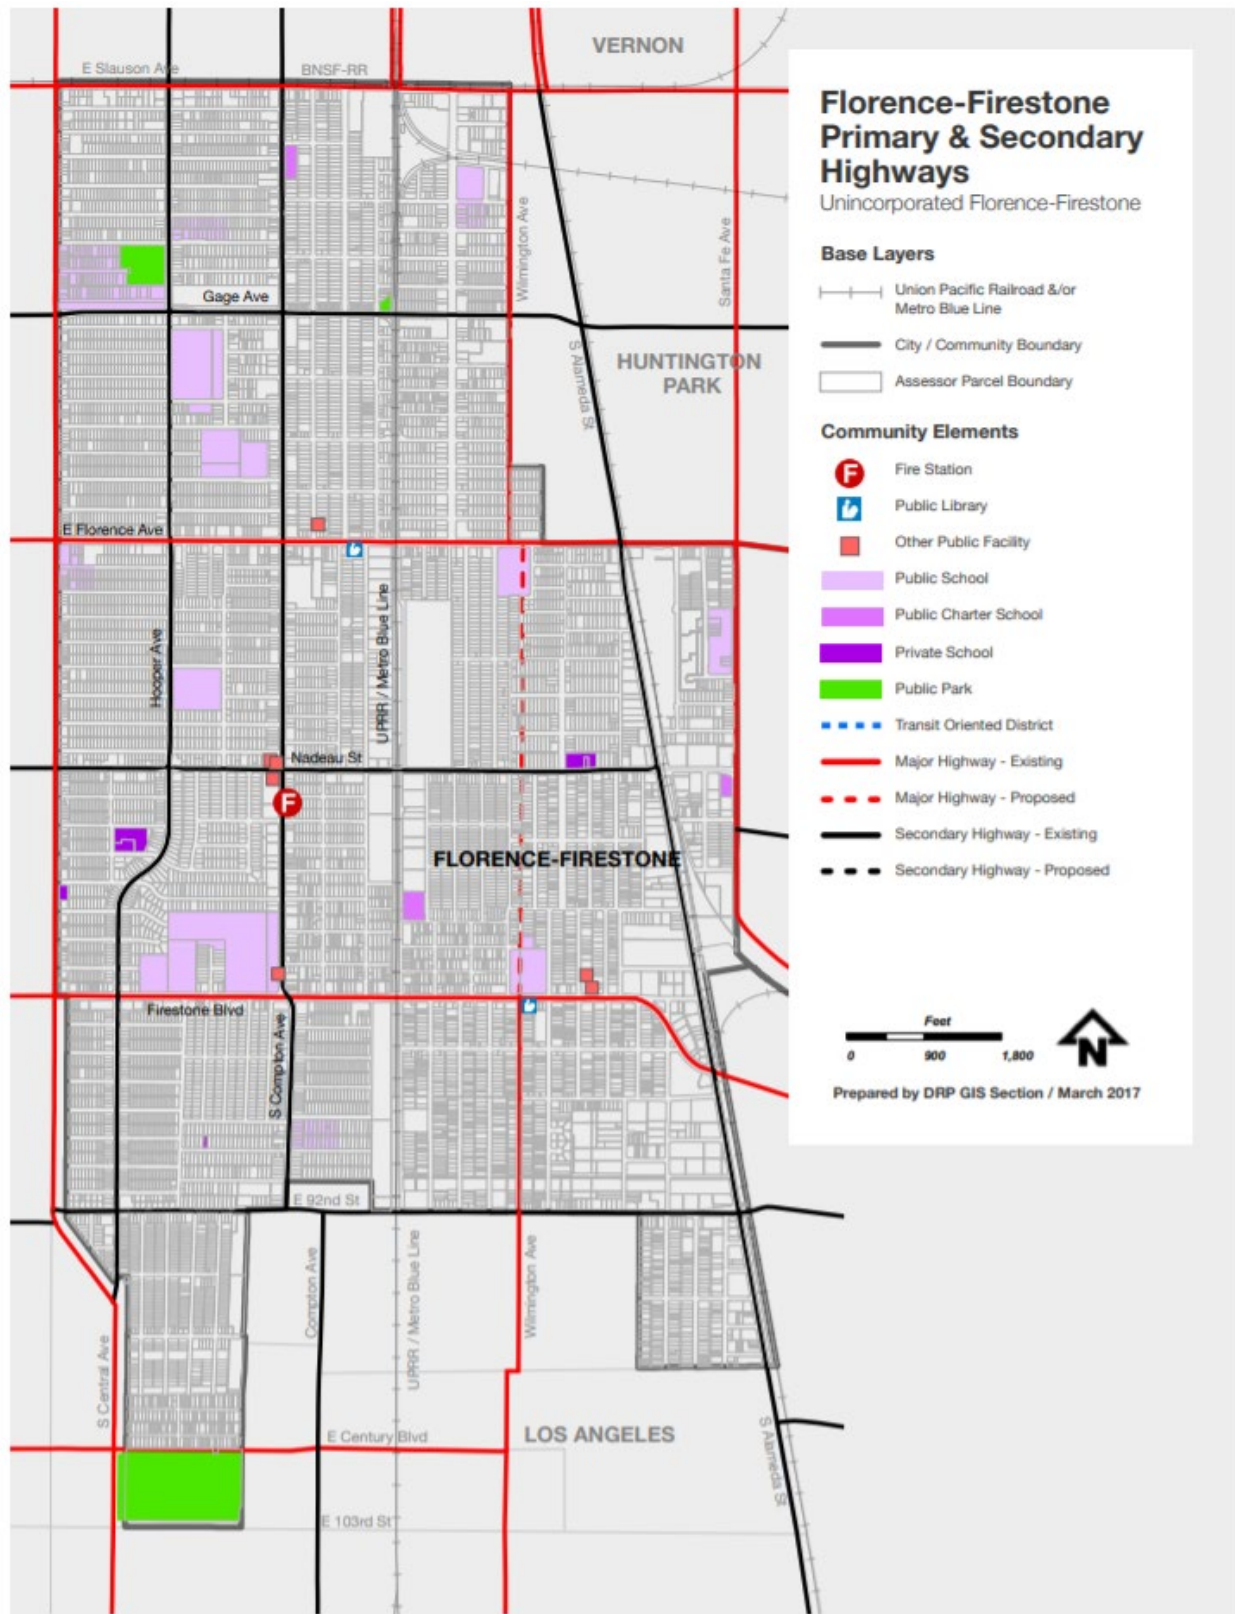 VERNON
E Slauson Ave
BNSF-RR
Wilmington Ave
Santa Fe Ave
Gage Ave
S Alameda St
HUNTINGTON
PARK
E Florence Ave
Hooper Ave
UPRR / Metro Blue Line
Nadeau St
F
FLORENCE-FIRESTONE
Firestone Blvd
S Compton Ave
E 92nd St
Compton Ave
UPRR / Metro Blue Line
Wilmington Ave
S Central Ave
E Century Blvd
LOS ANGELES
S Alameda St
E 103rd St
Florence-Firestone
Primary & Secondary
Highways
Unincorporated Florence-Firestone
Base Layers
Union Pacific Railroad &/or
Metro Blue Line
City / Community Boundary
Assessor Parcel Boundary
Community Elements
F Fire Station
Public Library
Other Public Facility
Public School
Public Charter School
Private School
Public Park
Transit Oriented District
Major Highway - Existing
Major Highway - Proposed
Secondary Highway - Existing
Secondary Highway - Proposed
Feet
0 900 1,800
N
Prepared by DRP GIS Section / March 2017